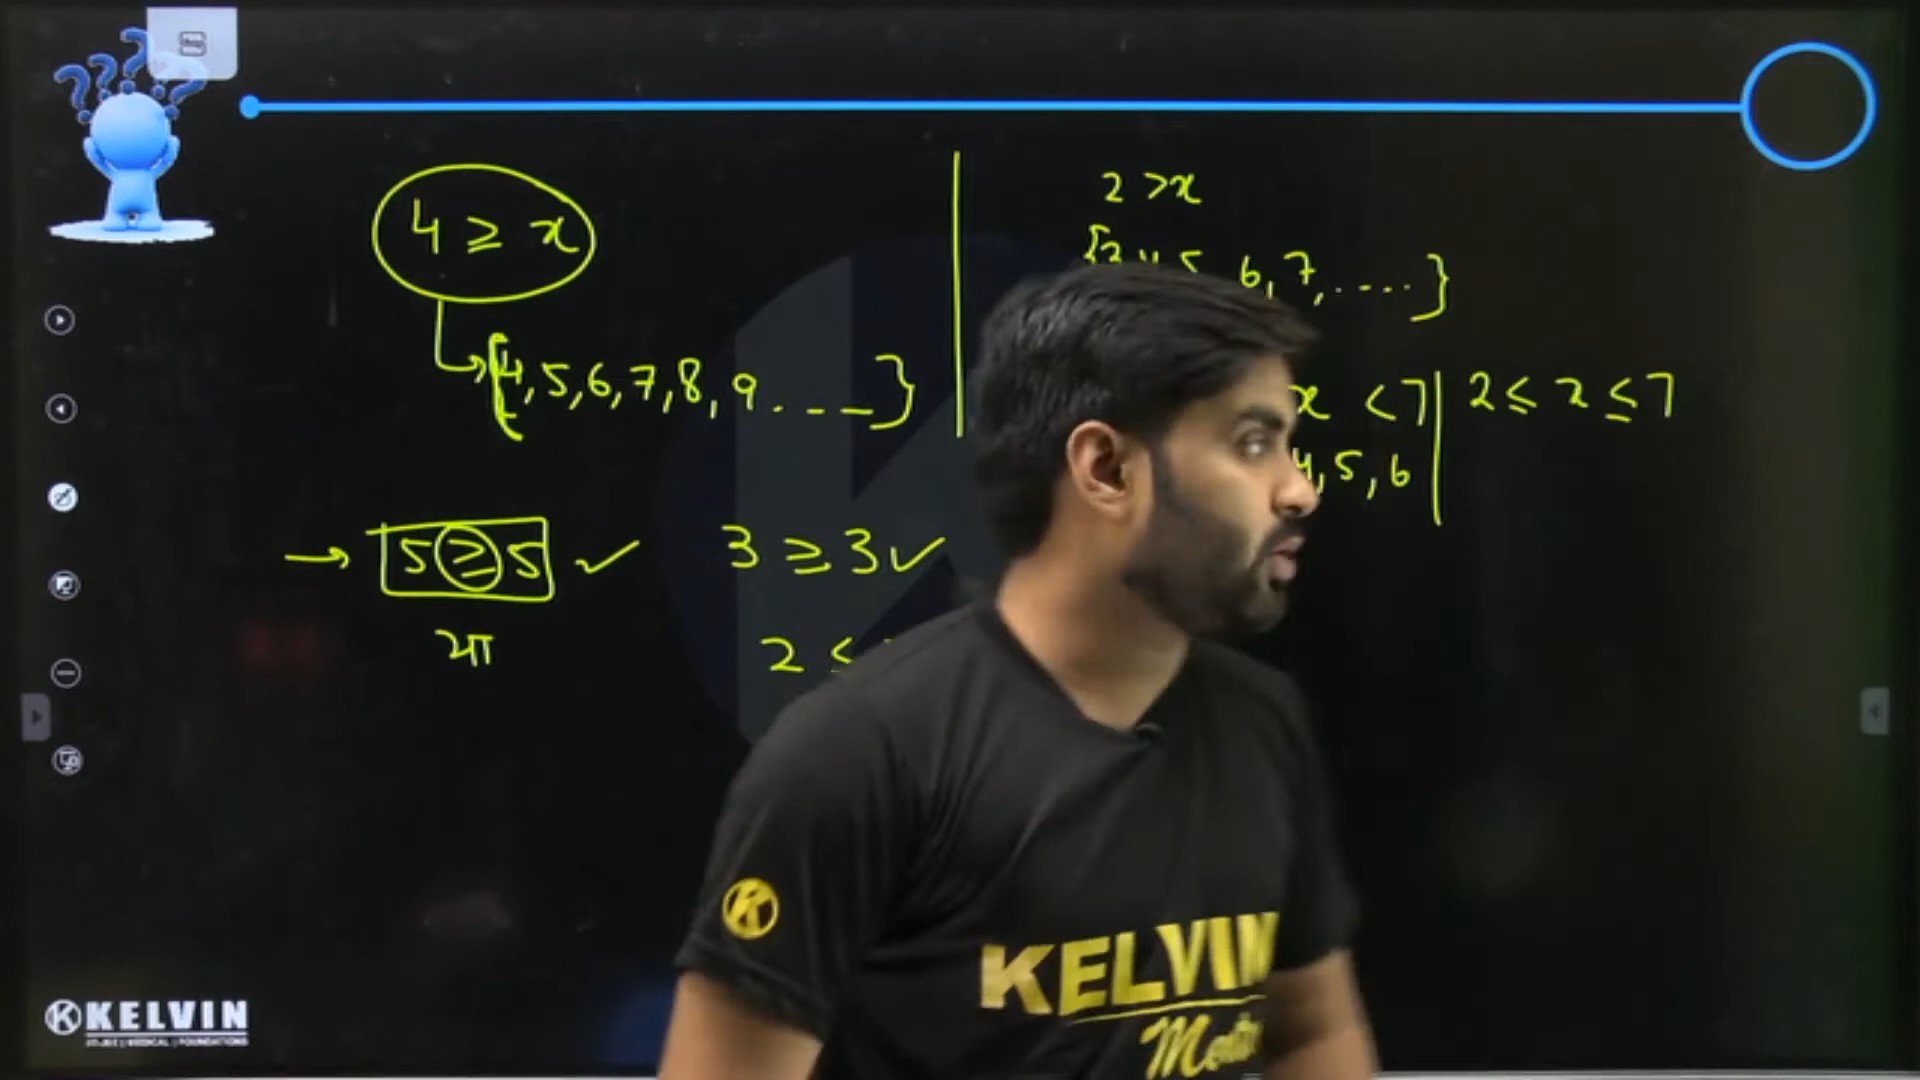 4 ≥ x
{4,5,6,7,8,9 . - - - }
→ 5 ≥ 5 ✓
या
3 ≥ 3 ✓
2 ≤
2 > x
6, 7, . . . . . }
x < 7
5, 6
2 ≤ x ≤ 7
KELVIN
KELVIN